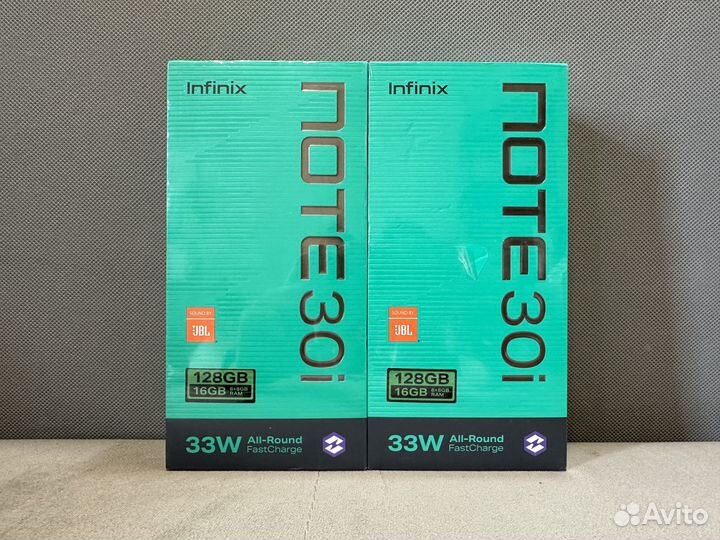 Infinix
NOTE 30i
SOUND BY
JBL
128GB
16GB 8+8GB RAM
33W All-Round FastCharge
Infinix
NOTE 30i
SOUND BY
JBL
128GB
16GB 8+8GB RAM
33W All-Round FastCharge
Avito